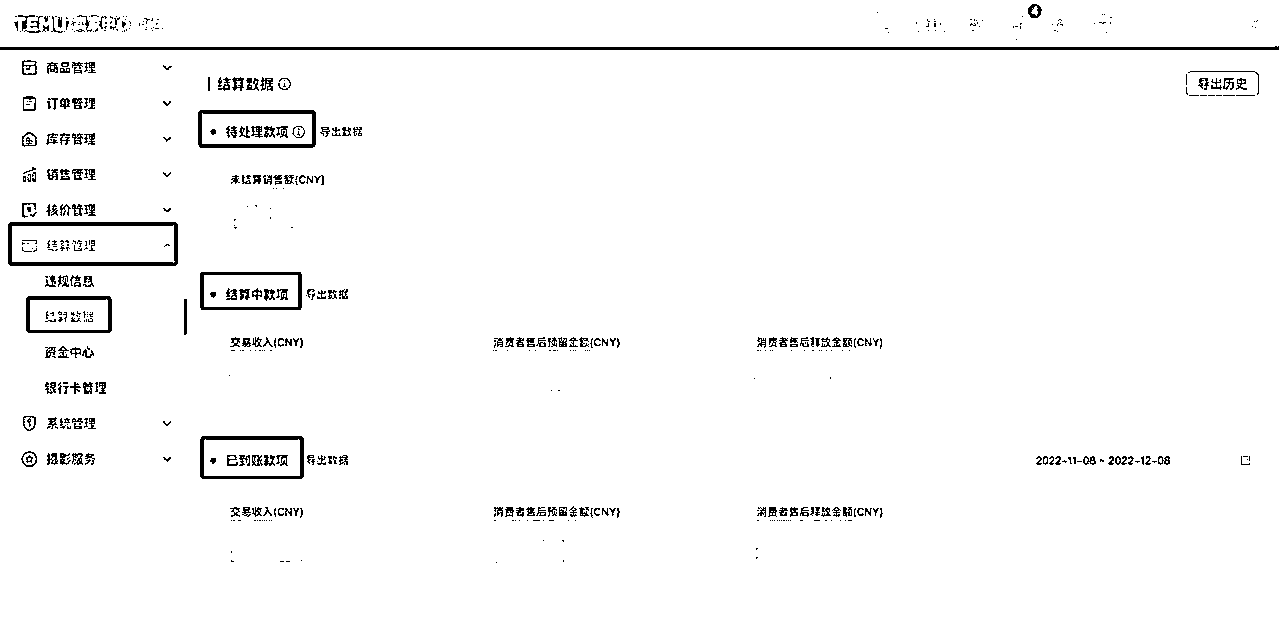 TEMU
4
商品管理
订单管理
库存管理
销售管理
核价管理
结算管理
违规信息
结算数据
资金中心
银行卡管理
系统管理
摄影服务
结算数据
导出历史
待处理款项 导出数据
未结算销售额(CNY)
结算中款项 导出数据
交易收入(CNY) 消费者售后预留金额(CNY) 消费者售后释放金额(CNY)
已到账款项 导出数据 2022-11-08 ~ 2022-12-08
交易收入(CNY) 消费者售后预留金额(CNY) 消费者售后释放金额(CNY)